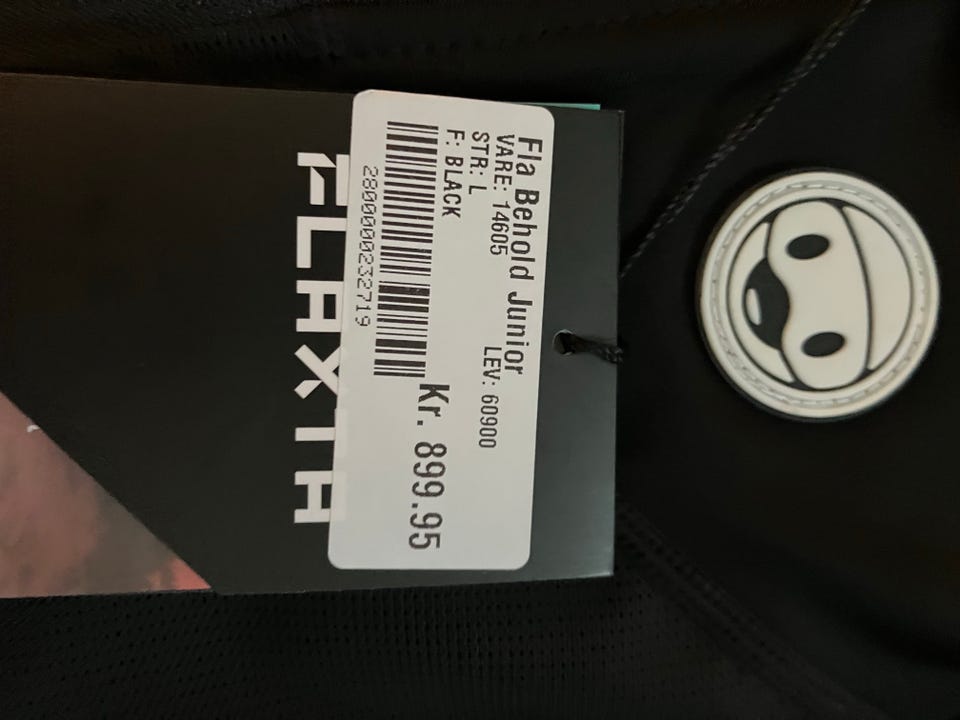 Fla Behold Junior
VARE: 14605 LEV: 60900
STR: L
F: BLACK
Kr. 899.95
2800000232719
FLAXTA